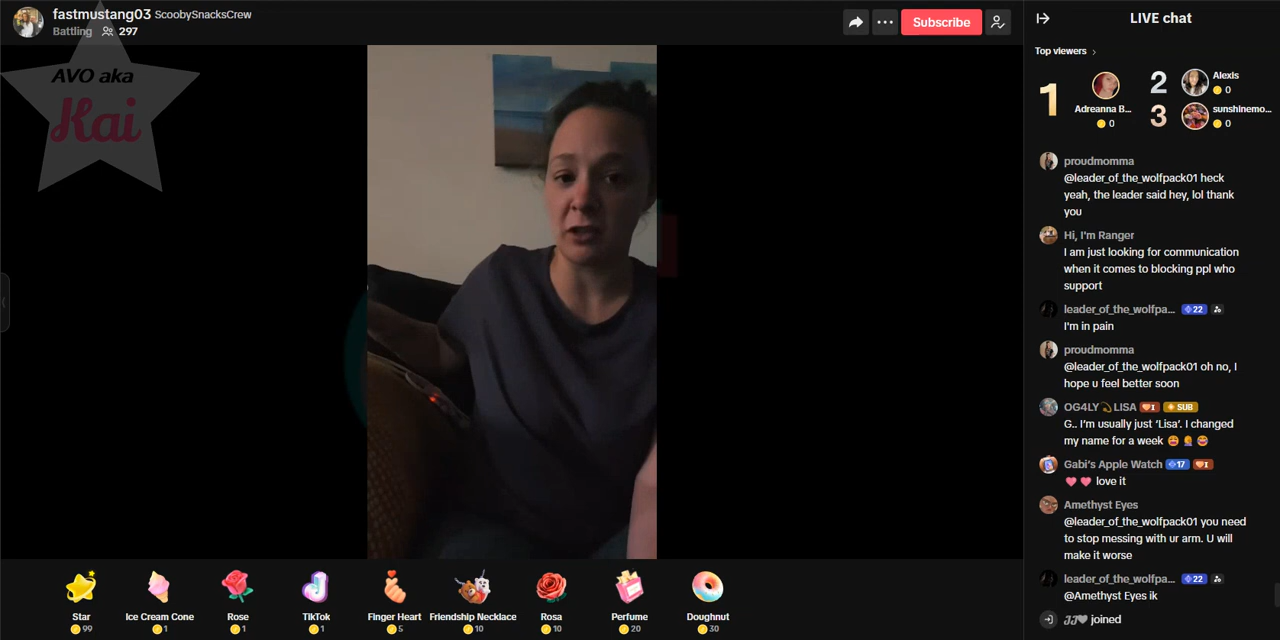 fastmustang03 ScoobySnacksCrew
Battling 297
Subscribe
AVO aka
Kai
LIVE chat
Top viewers
1
Adreanna B...
0
2
Alexis
0
3
sunshinemo...
0
proudmomma
@leader_of_the_wolfpack01 heck
yeah, the leader said hey, lol thank
you
Hi, I'm Ranger
I am just looking for communication
when it comes to blocking ppl who
support
leader_of_the_wolfpa... 22
I'm in pain
proudmomma
@leader_of_the_wolfpack01 oh no, I
hope u feel better soon
OG4LY💫LISA I SUB
G.. I'm usually just 'Lisa'. I changed
my name for a week
Gabi's Apple Watch 17 I
love it
Amethyst Eyes
@leader_of_the_wolfpack01 you need
to stop messing with ur arm. U will
make it worse
leader_of_the_wolfpa... 22
@Amethyst Eyes ik
JJ🖤 joined
Star
99
Ice Cream Cone
1
Rose
1
TikTok
1
Finger Heart
5
Friendship Necklace
10
Rosa
10
Perfume
20
Doughnut
30